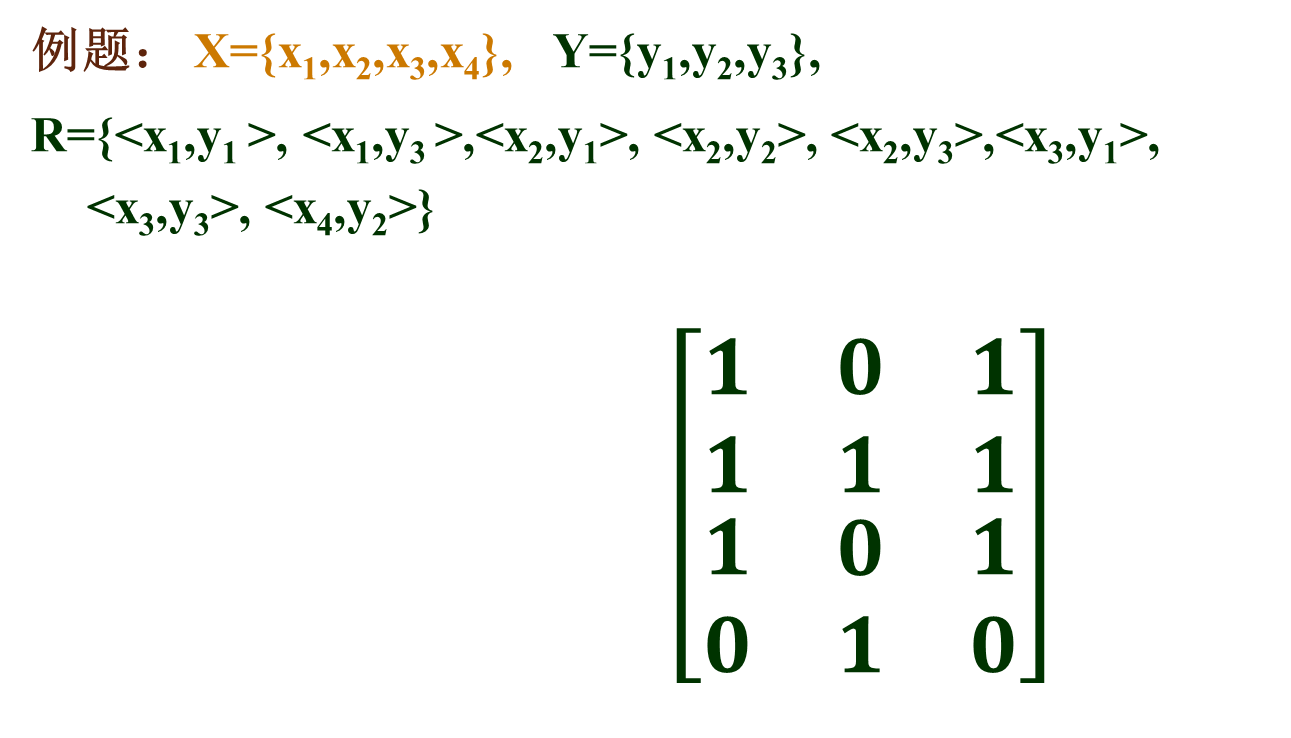 例题： X={x₁,x₂,x₃,x₄}, Y={y₁,y₂,y₃},
R={<x₁,y₁ >, <x₁,y₃ >,<x₂,y₁>, <x₂,y₂>, <x₂,y₃>,<x₃,y₁>,
<x₃,y₃>, <x₄,y₂>}
1 0 1
1 1 1
1 0 1
0 1 0